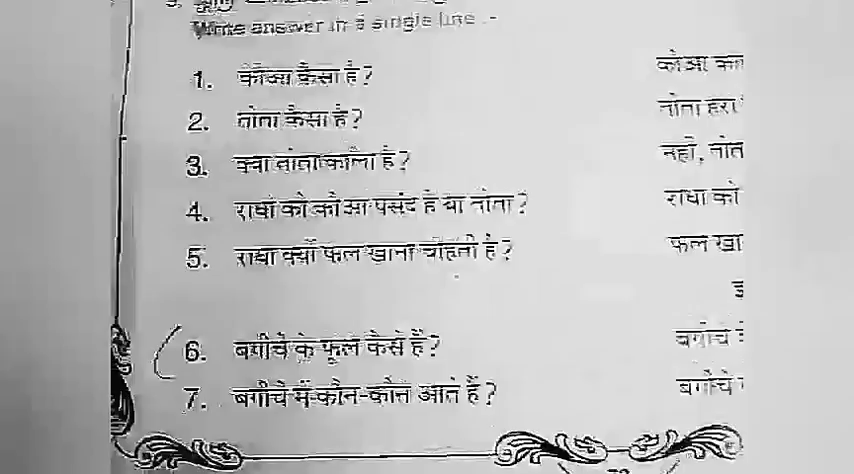 Write answer in a single line :-
1. कौआ कैसा है? कौआ का
2. तोता कैसा है? तोता हरा
3. क्या तोता काला है? नहीं, तोत
4. राधा को कौआ पसंद है या तोता? राधा को
5. राधा क्यों फल खाना चाहती है? फल खा
6. बगीचे के फूल कैसे हैं? बगीचे
7. बगीचे में कौन-कौन आते हैं? बगीचे